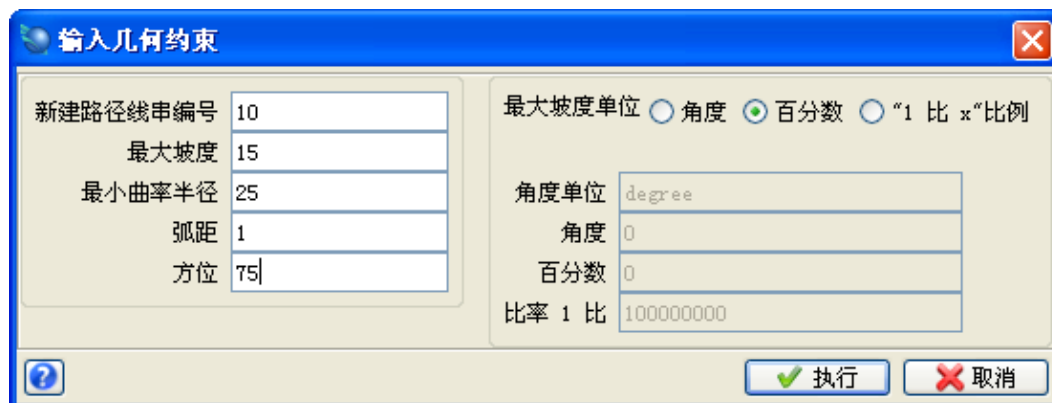 输入几何约束
新建路径线串编号 10
最大坡度 15
最小曲率半径 25
弧距 1
方位 75
最大坡度单位 角度 百分数 "1 比 x"比例
角度单位 degree
角度 0
百分数 0
比率 1 比 100000000
执行 取消